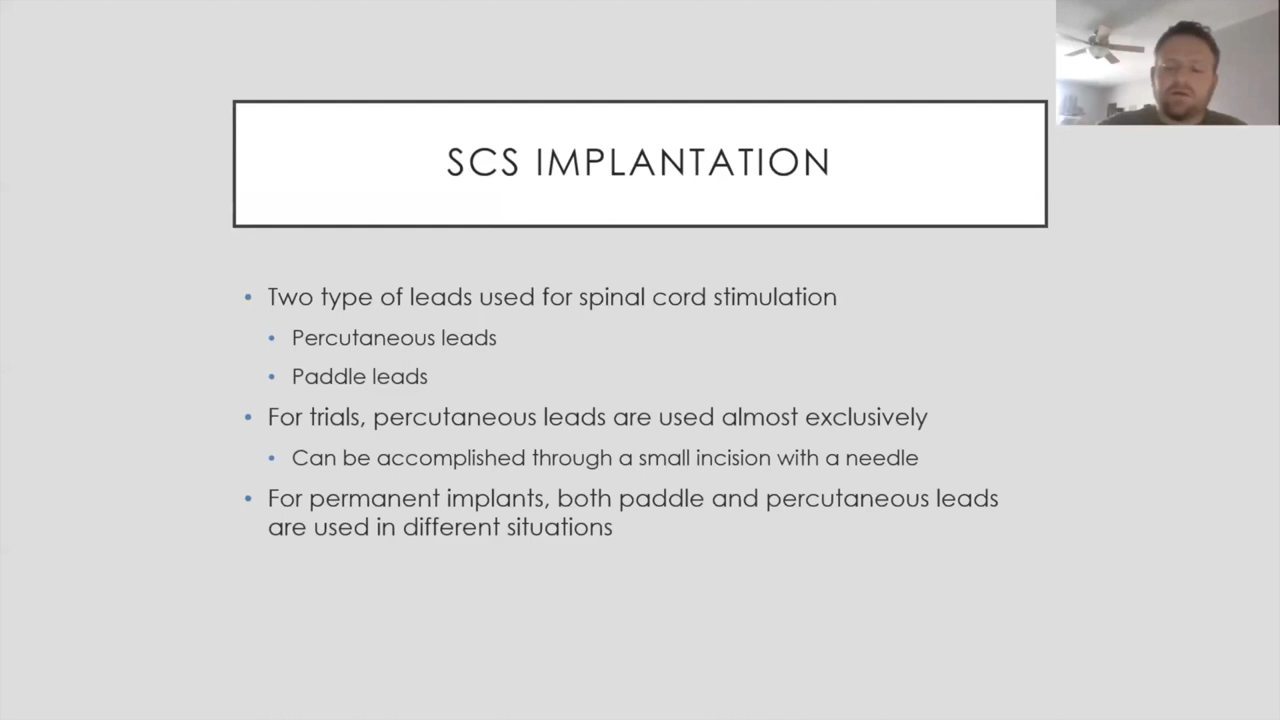 SCS IMPLANTATION
• Two type of leads used for spinal cord stimulation
• Percutaneous leads
• Paddle leads
• For trials, percutaneous leads are used almost exclusively
• Can be accomplished through a small incision with a needle
• For permanent implants, both paddle and percutaneous leads
are used in different situations